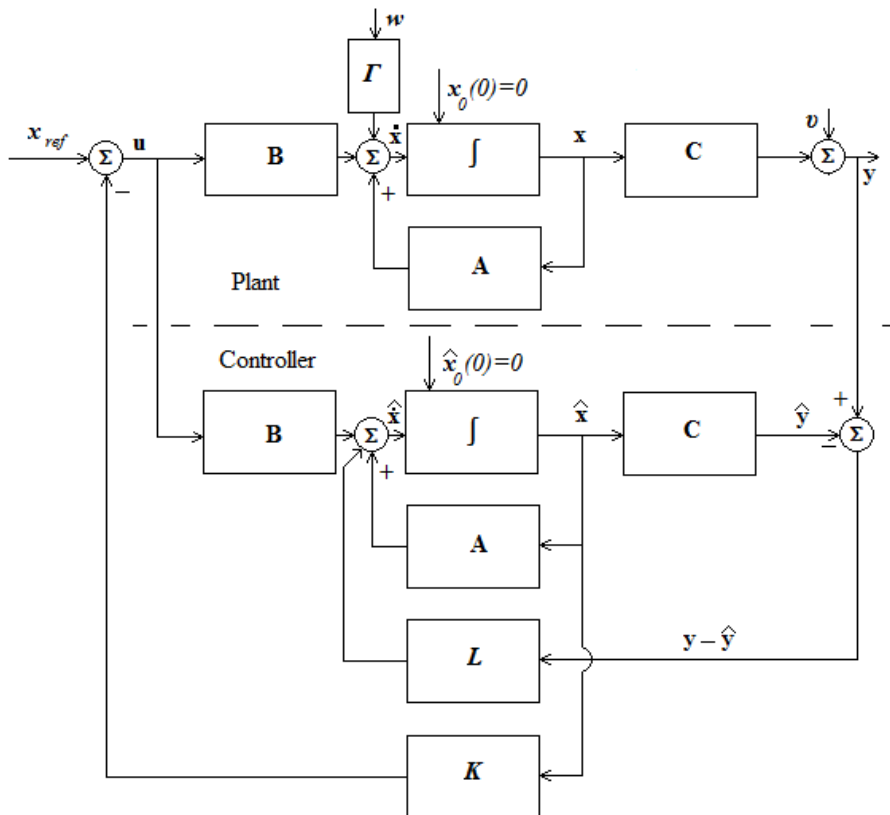 w
Γ
x₀(0)=0
x_ref
Σ
u
B
Σ
ẋ
∫
x
C
v
Σ
y
−
+
A
Plant
Controller
x̂₀(0)=0
B
Σ
x̂̇
∫
x̂
C
ŷ
+
−
Σ
+
A
L
y − ŷ
K